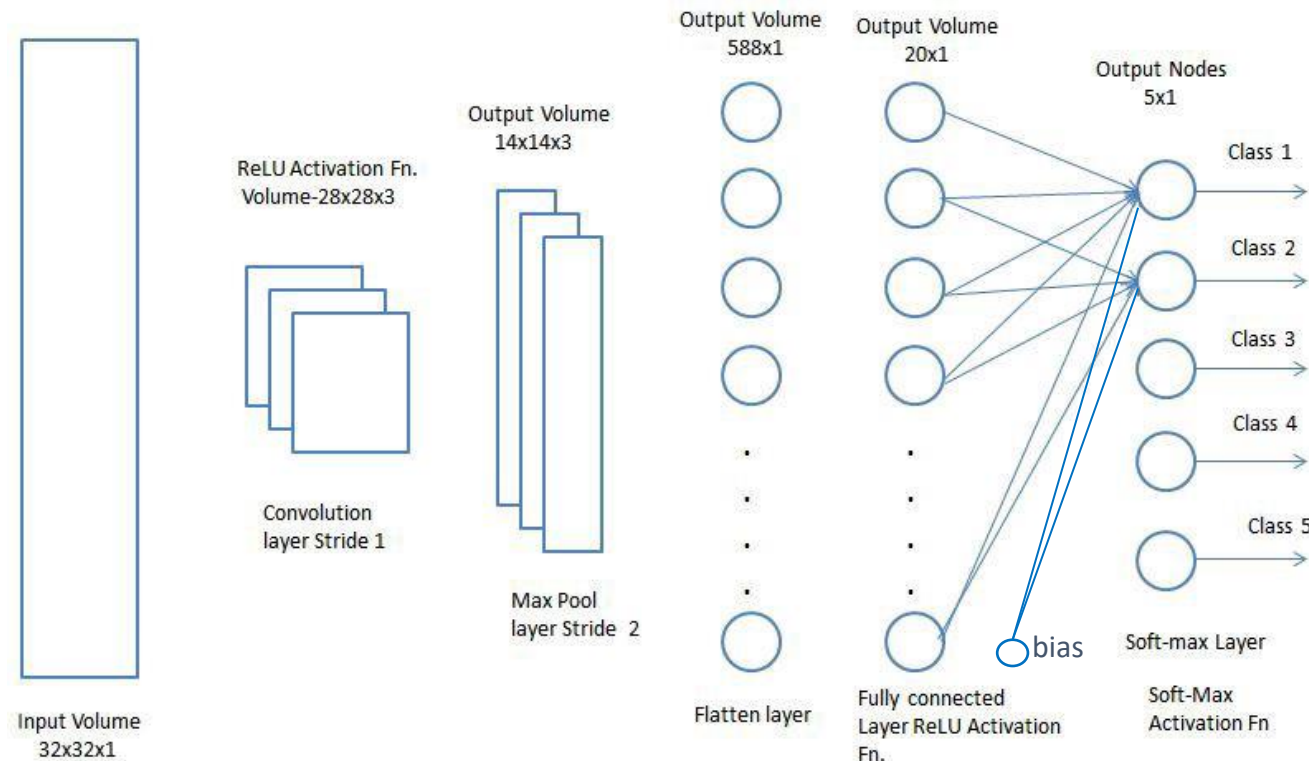 Input Volume
32x32x1
ReLU Activation Fn.
Volume-28x28x3
Convolution
layer Stride 1
Output Volume
14x14x3
Max Pool
layer Stride 2
Output Volume
588x1
Flatten layer
Output Volume
20x1
Fully connected
Layer ReLU Activation
Fn.
bias
Output Nodes
5x1
Class 1
Class 2
Class 3
Class 4
Class 5
Soft-max Layer
Soft-Max
Activation Fn